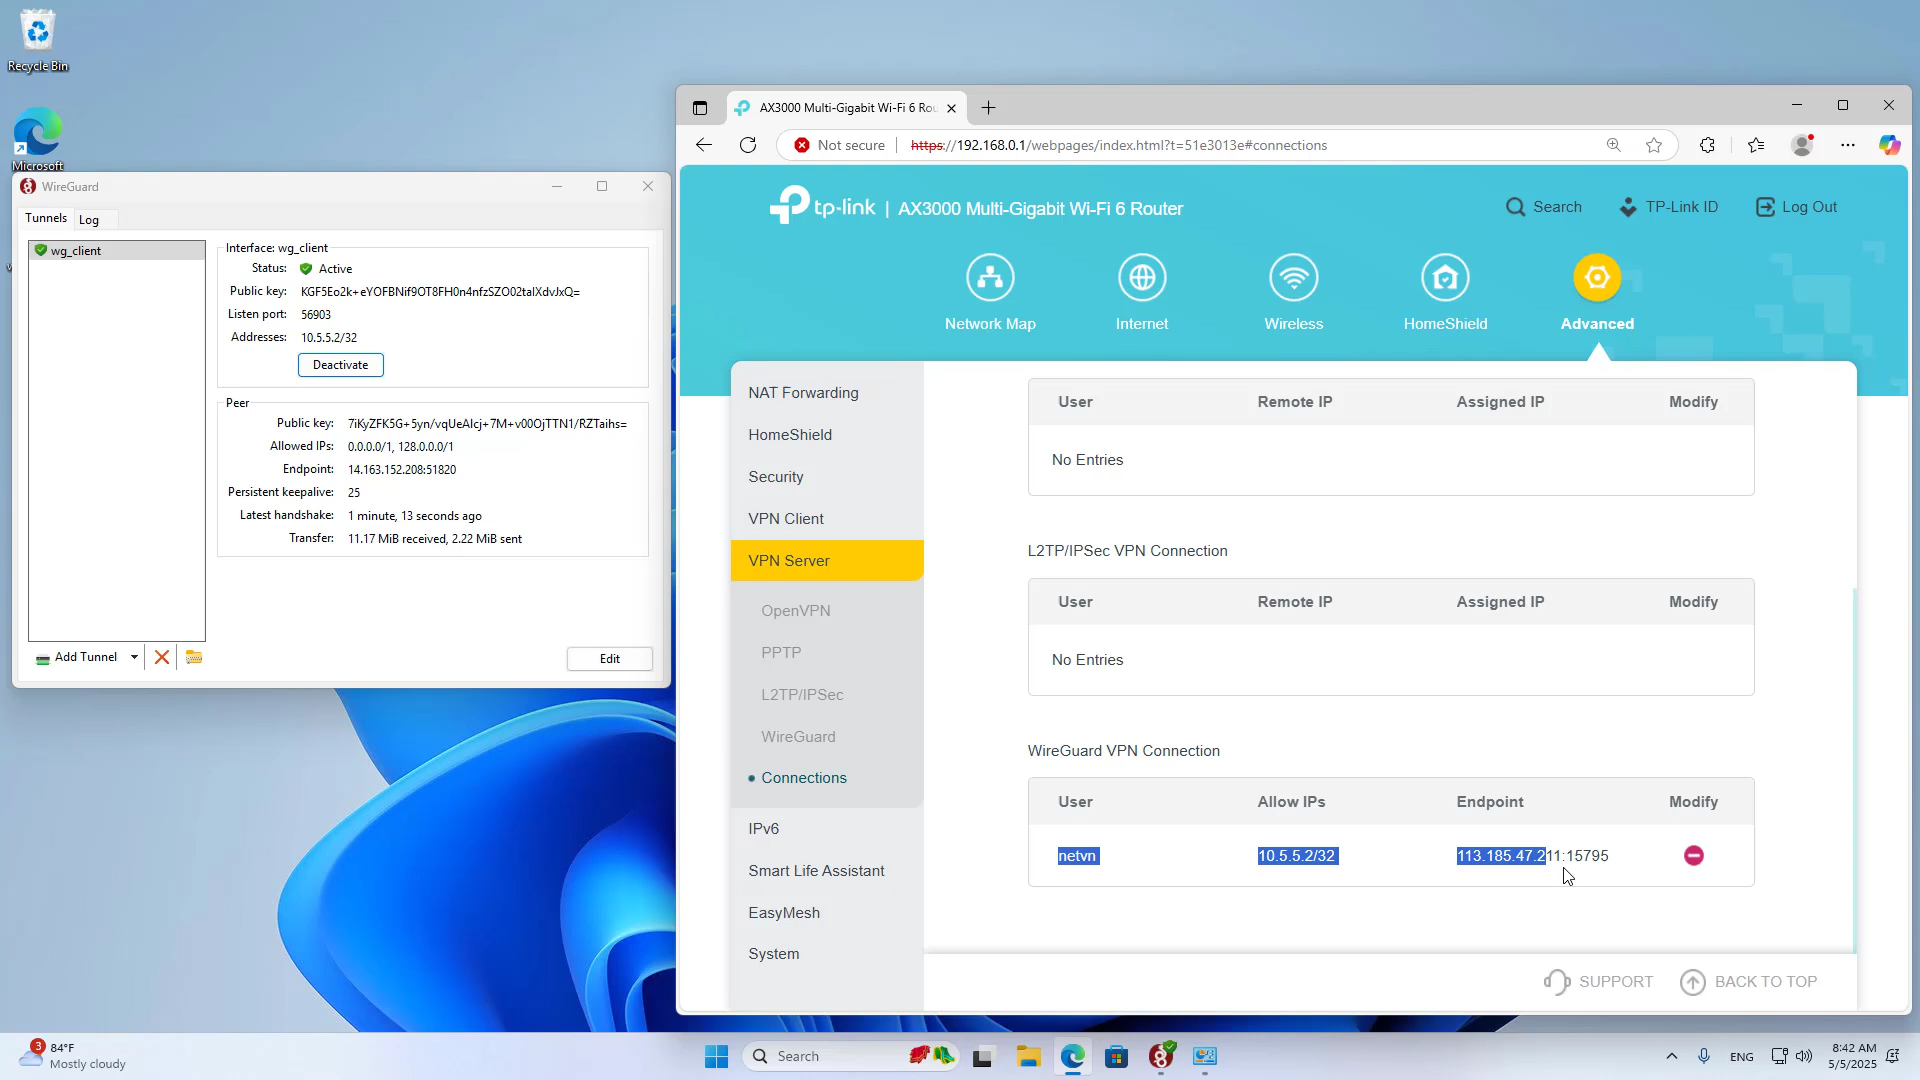 Recycle Bin
Microsoft
WireGuard
Tunnels
Log
wg_client
Interface: wg_client
Status: Active
Public key: KGF5Eo2k+eYOFBNif9OT8FH0n4nfzSZO02taIXdvJxQ=
Listen port: 56903
Addresses: 10.5.5.2/32
Deactivate
Peer
Public key: 7iKyZFK5G+5yn/vqUeAIcj+7M+v00OjTTN1/RZTaihs=
Allowed IPs: 0.0.0.0/1, 128.0.0.0/1
Endpoint: 14.163.152.208:51820
Persistent keepalive: 25
Latest handshake: 1 minute, 13 seconds ago
Transfer: 11.17 MiB received, 2.22 MiB sent
Add Tunnel
Edit
AX3000 Multi-Gigabit Wi-Fi 6 Rou
Not secure
https://192.168.0.1/webpages/index.html?t=51e3013e#connections
tp-link | AX3000 Multi-Gigabit Wi-Fi 6 Router
Search
TP-Link ID
Log Out
Network Map
Internet
Wireless
HomeShield
Advanced
NAT Forwarding
HomeShield
Security
VPN Client
VPN Server
OpenVPN
PPTP
L2TP/IPSec
WireGuard
Connections
IPv6
Smart Life Assistant
EasyMesh
System
User Remote IP Assigned IP Modify
No Entries
L2TP/IPSec VPN Connection
User Remote IP Assigned IP Modify
No Entries
WireGuard VPN Connection
User Allow IPs Endpoint Modify
netvn 10.5.5.2/32 113.185.47.211:15795
SUPPORT
BACK TO TOP
3
84°F
Mostly cloudy
Search
ENG
8:42 AM
5/5/2025